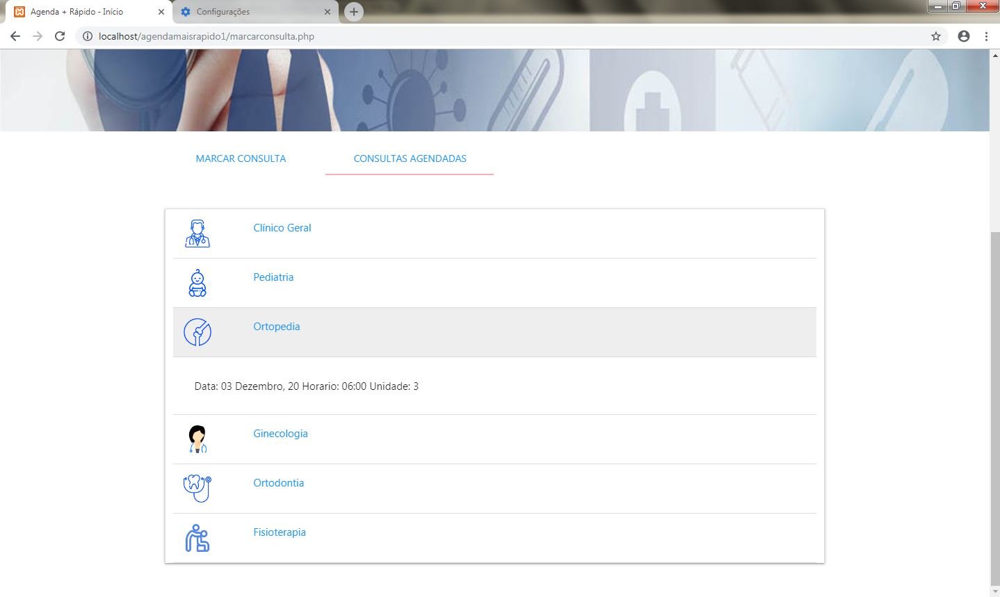 Agenda + Rápido - Início
Configurações
localhost/agendamaisrapido1/marcarconsulta.php
MARCAR CONSULTA
CONSULTAS AGENDADAS
Clínico Geral
Pediatria
Ortopedia
Data: 03 Dezembro, 20 Horario: 06:00 Unidade: 3
Ginecologia
Ortodontia
Fisioterapia